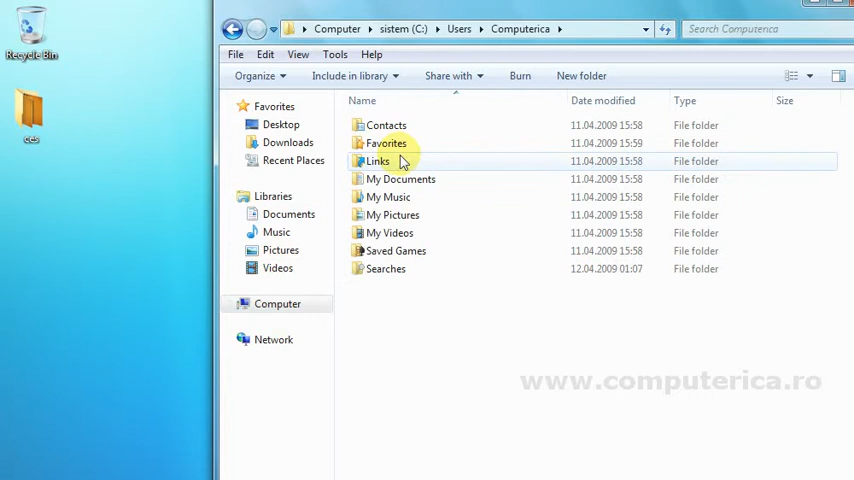 Recycle Bin
ces
Computer sistem (C:) Users Computerica
Search Computerica
File Edit View Tools Help
Organize Include in library Share with Burn New folder
Favorites
Desktop
Downloads
Recent Places
Libraries
Documents
Music
Pictures
Videos
Computer
Network
Name Date modified Type Size
Contacts 11.04.2009 15:58 File folder
Favorites 11.04.2009 15:59 File folder
Links 11.04.2009 15:58 File folder
My Documents 11.04.2009 15:58 File folder
My Music 11.04.2009 15:58 File folder
My Pictures 11.04.2009 15:58 File folder
My Videos 11.04.2009 15:58 File folder
Saved Games 11.04.2009 15:58 File folder
Searches 12.04.2009 01:07 File folder
www.computerica.ro